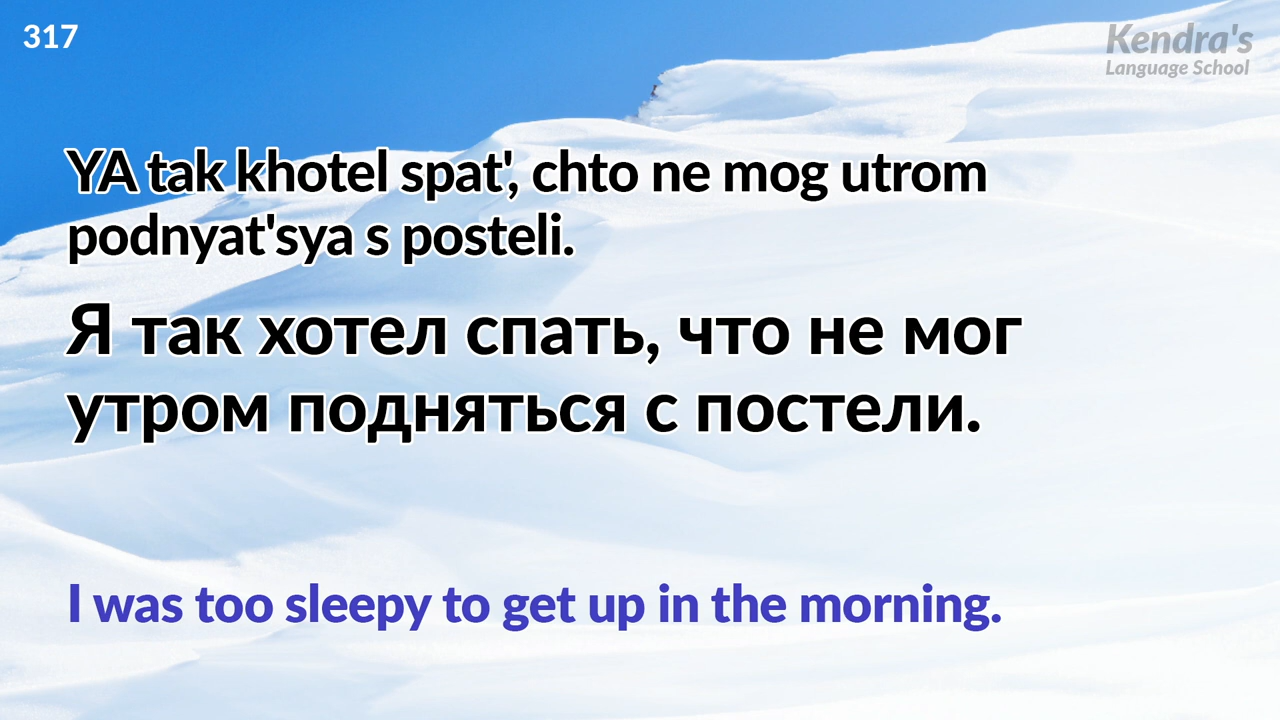 317
Kendra's
Language School
YA tak khotel spat', chto ne mog utrom
podnyat'sya s posteli.
Я так хотел спать, что не мог
утром подняться с постели.
I was too sleepy to get up in the morning.